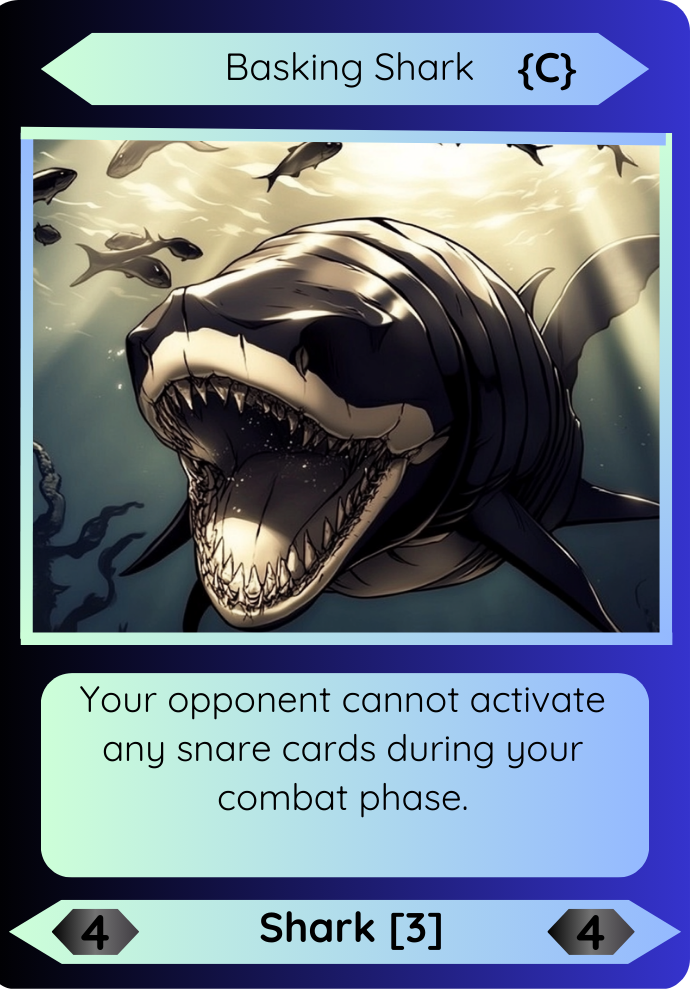 Basking Shark {C}
Your opponent cannot activate
any snare cards during your
combat phase.
4 Shark [3] 4